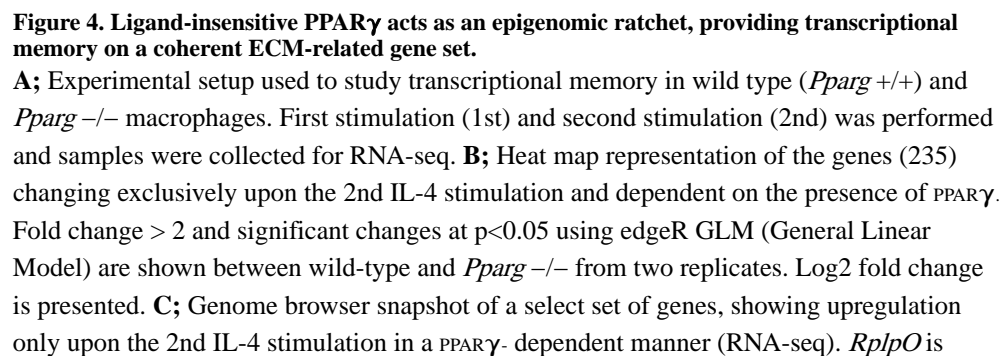 Figure 4. Ligand-insensitive PPARγ acts as an epigenomic ratchet, providing transcriptional
memory on a coherent ECM-related gene set.
A; Experimental setup used to study transcriptional memory in wild type (Pparg +/+) and
Pparg –/– macrophages. First stimulation (1st) and second stimulation (2nd) was performed
and samples were collected for RNA-seq. B; Heat map representation of the genes (235)
changing exclusively upon the 2nd IL-4 stimulation and dependent on the presence of PPARγ.
Fold change > 2 and significant changes at p<0.05 using edgeR GLM (General Linear
Model) are shown between wild-type and Pparg –/– from two replicates. Log2 fold change
is presented. C; Genome browser snapshot of a select set of genes, showing upregulation
only upon the 2nd IL-4 stimulation in a PPARγ- dependent manner (RNA-seq). RplpO is